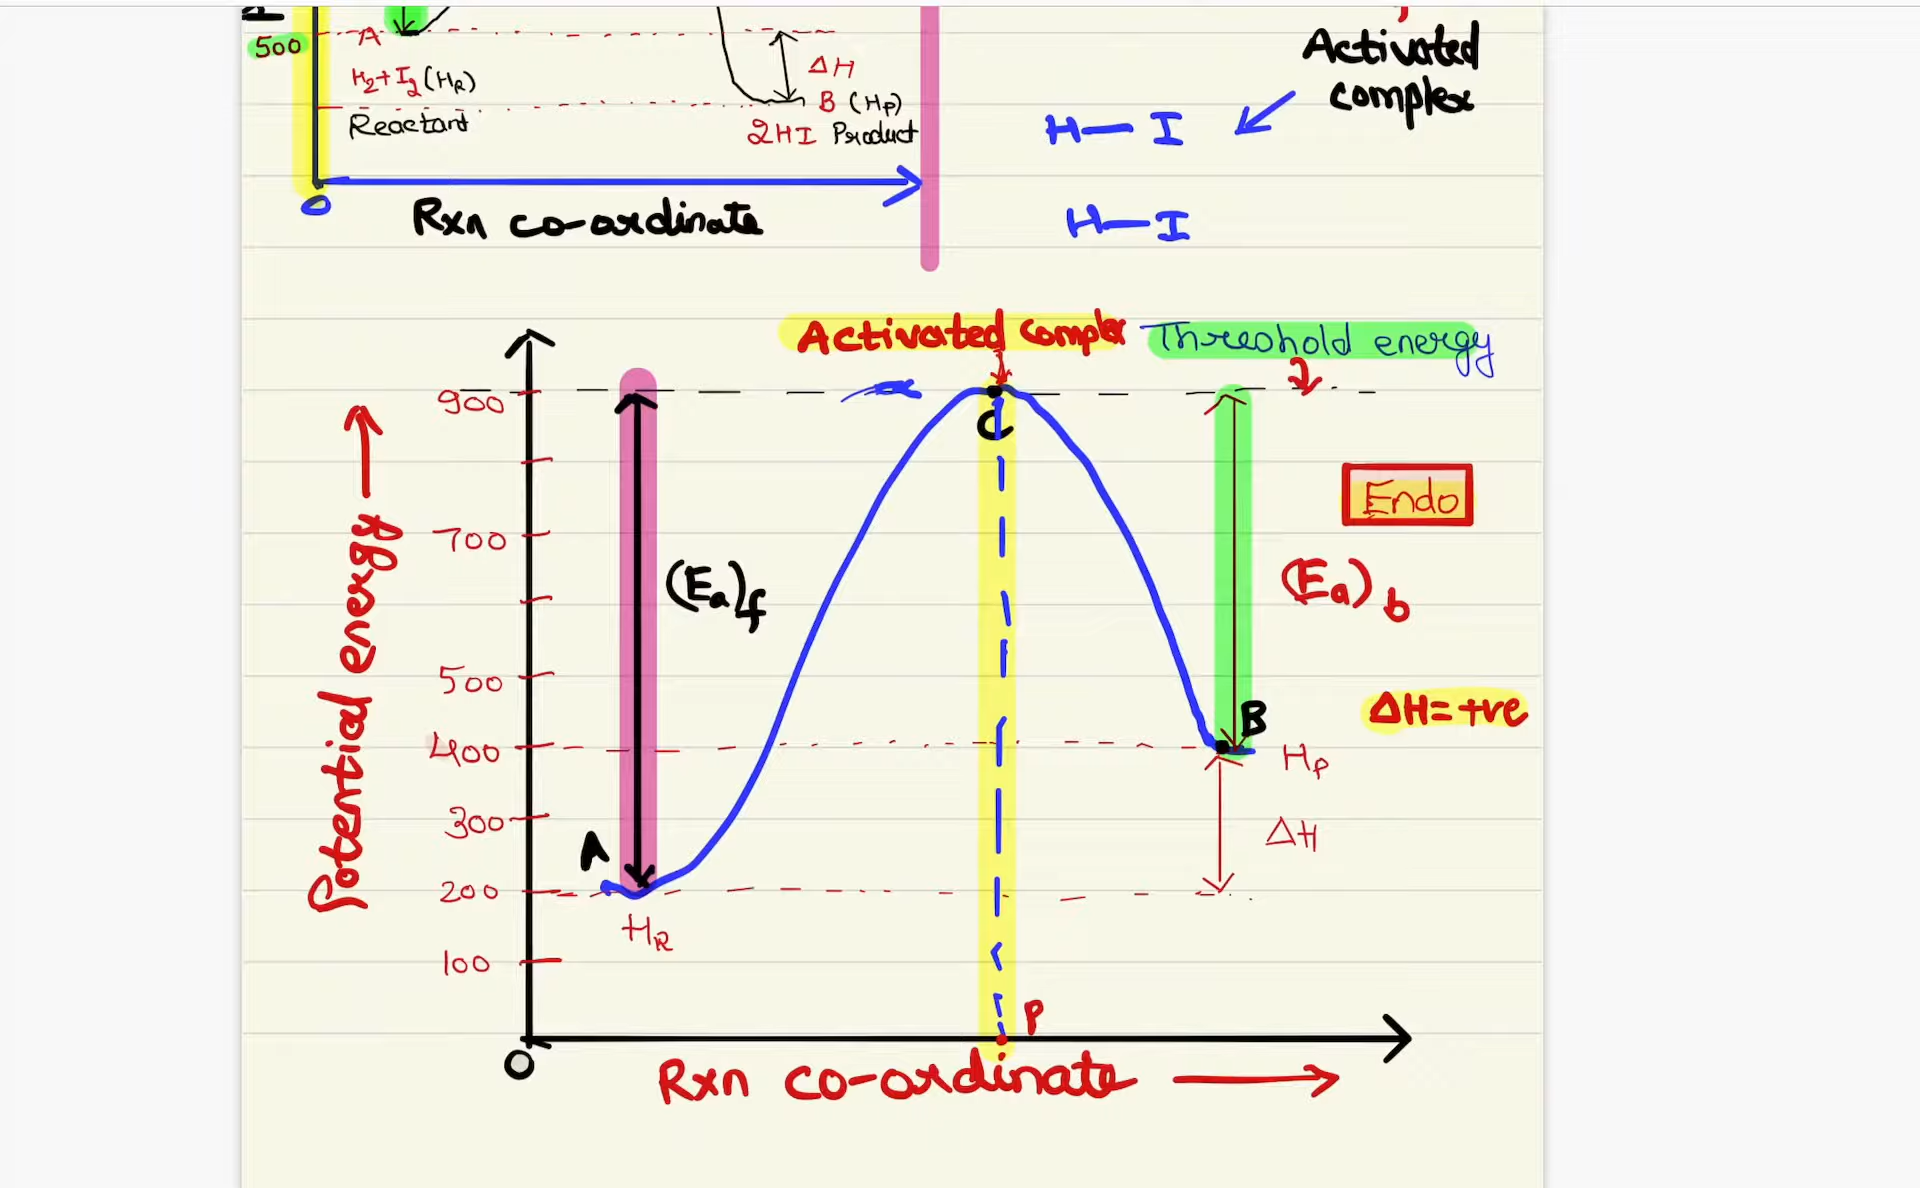 500
A
H2+I2 (HR)
Reactant
ΔH
B (Hp)
2HI Product
O
Rxn co-ordinate
Activated
complex
H—I
H—I
Activated complex
Threshold energy
900
C
Endo
700
(Ea)f
(Ea)b
Potential energy
500
B
ΔH=+ve
400
Hp
300
ΔH
A
200
HR
100
P
O
Rxn co-ordinate